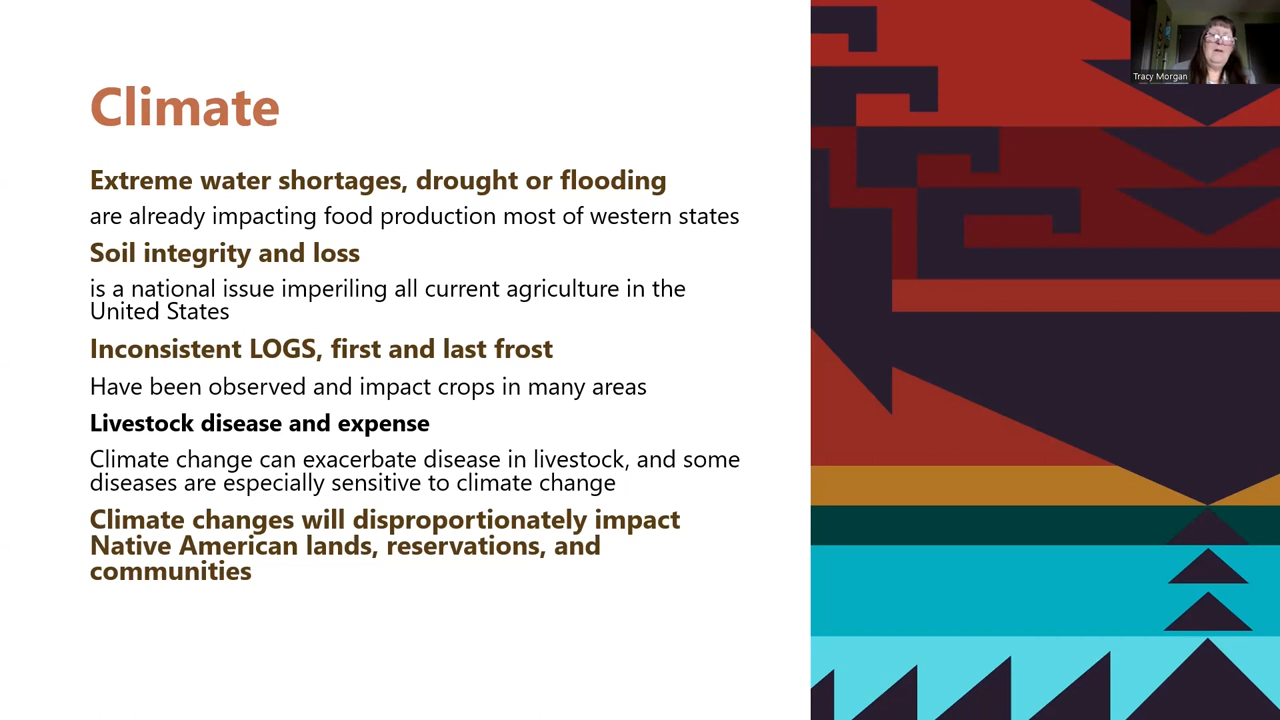 Climate
Extreme water shortages, drought or flooding
are already impacting food production most of western states
Soil integrity and loss
is a national issue imperiling all current agriculture in the
United States
Inconsistent LOGS, first and last frost
Have been observed and impact crops in many areas
Livestock disease and expense
Climate change can exacerbate disease in livestock, and some
diseases are especially sensitive to climate change
Climate changes will disproportionately impact
Native American lands, reservations, and
communities
Tracy Morgan